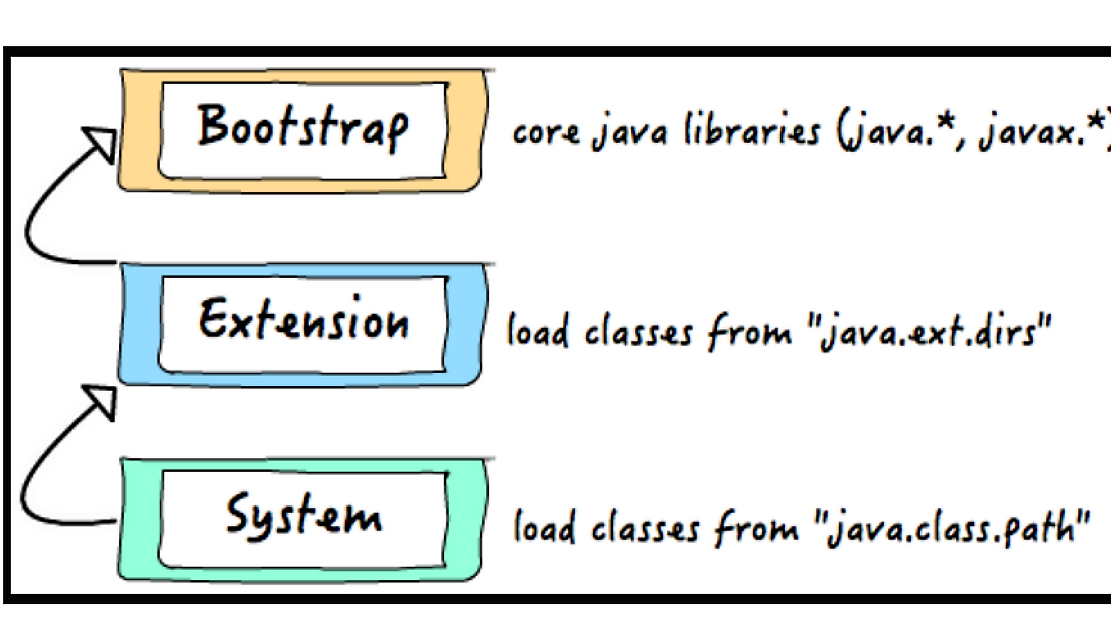 Bootstrap
core java libraries (java.*, javax.*)
Extension
load classes from "java.ext.dirs"
System
load classes from "java.class.path"